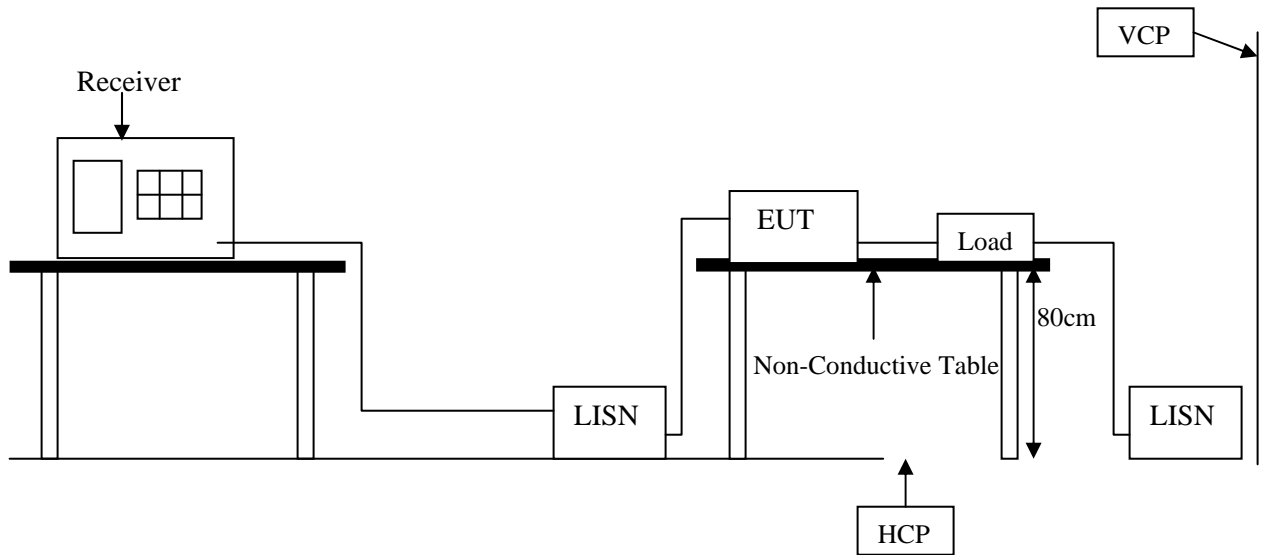 VCP
Receiver
EUT
Load
80cm
Non-Conductive Table
LISN
LISN
HCP